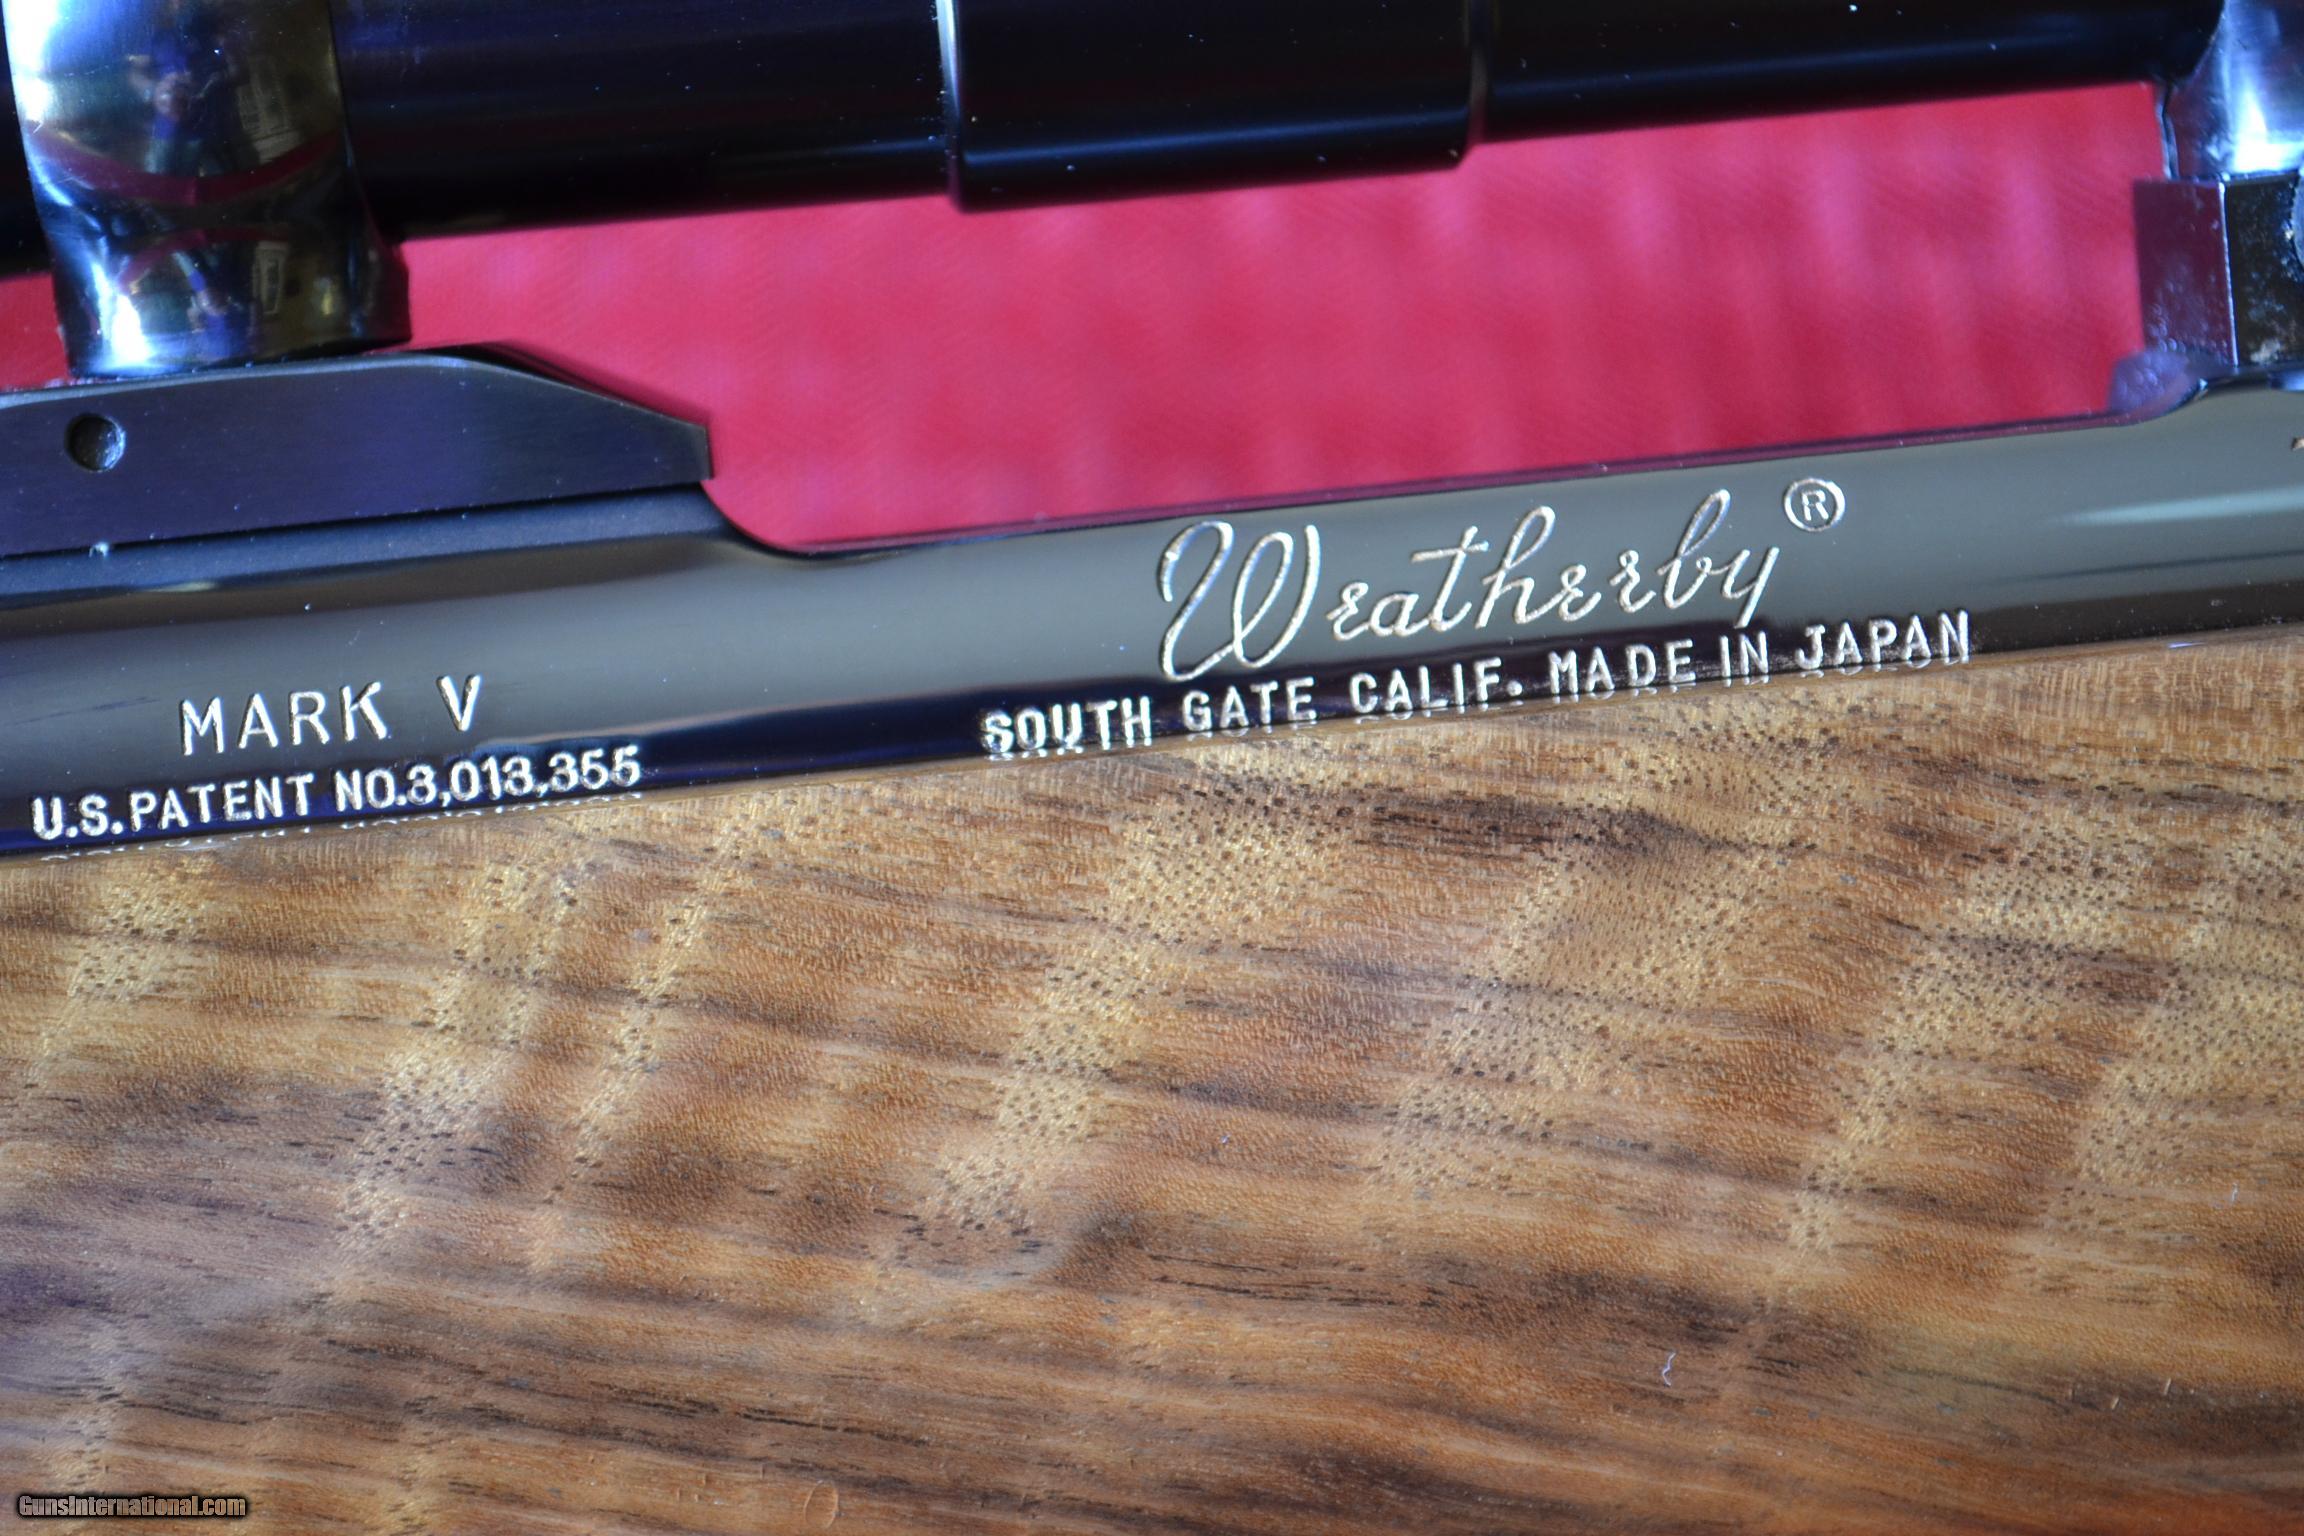 Weatherby®
MARK V
SOUTH GATE CALIF. MADE IN JAPAN
U.S. PATENT NO. 3,013,355
GunsInternational.com